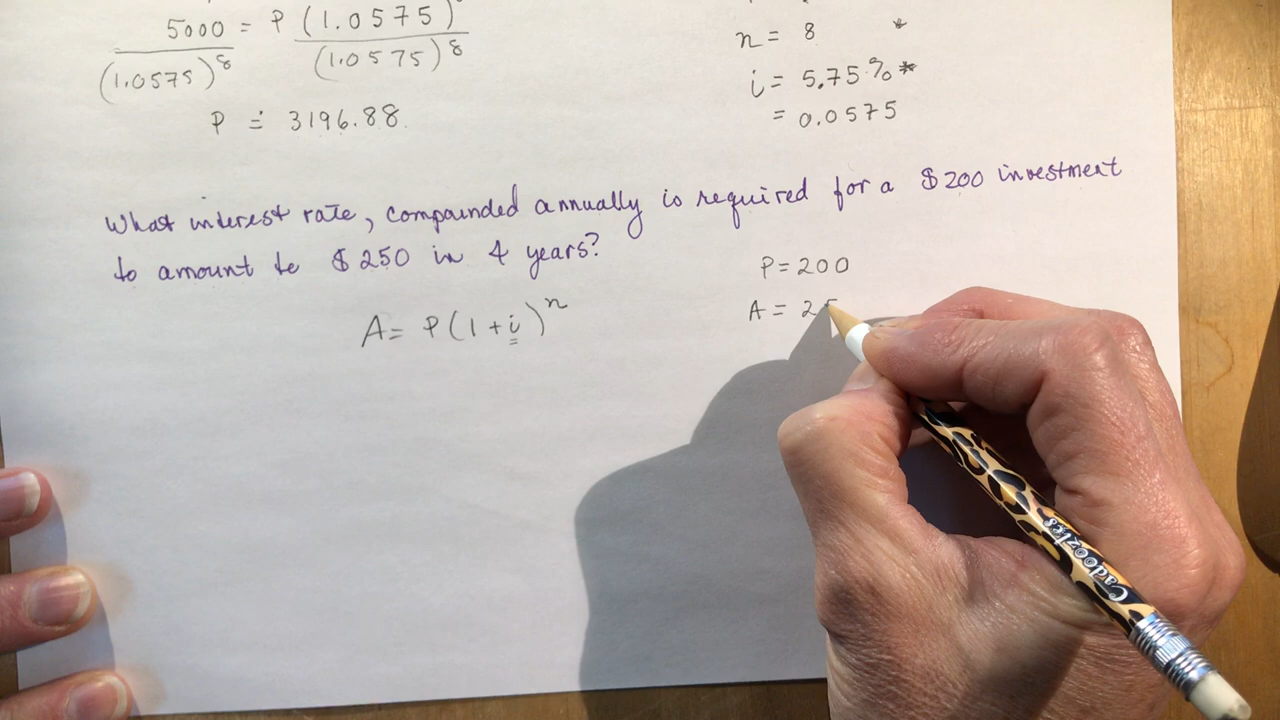 5000 = P (1.0575)
(1.0575)^8 (1.0575)^8
P ≐ 3196.88
n = 8 *
i = 5.75% *
= 0.0575
What interest rate, compounded annually is required for a $200 investment
to amount to $250 in 4 years?
A = P(1+i)^n
P = 200
A = 25
Cadoozles